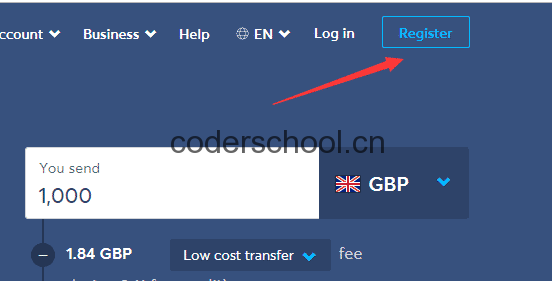 ccount Business Help EN Log in Register
coderschool.cn
You send
1,000 GBP
1.84 GBP Low cost transfer fee